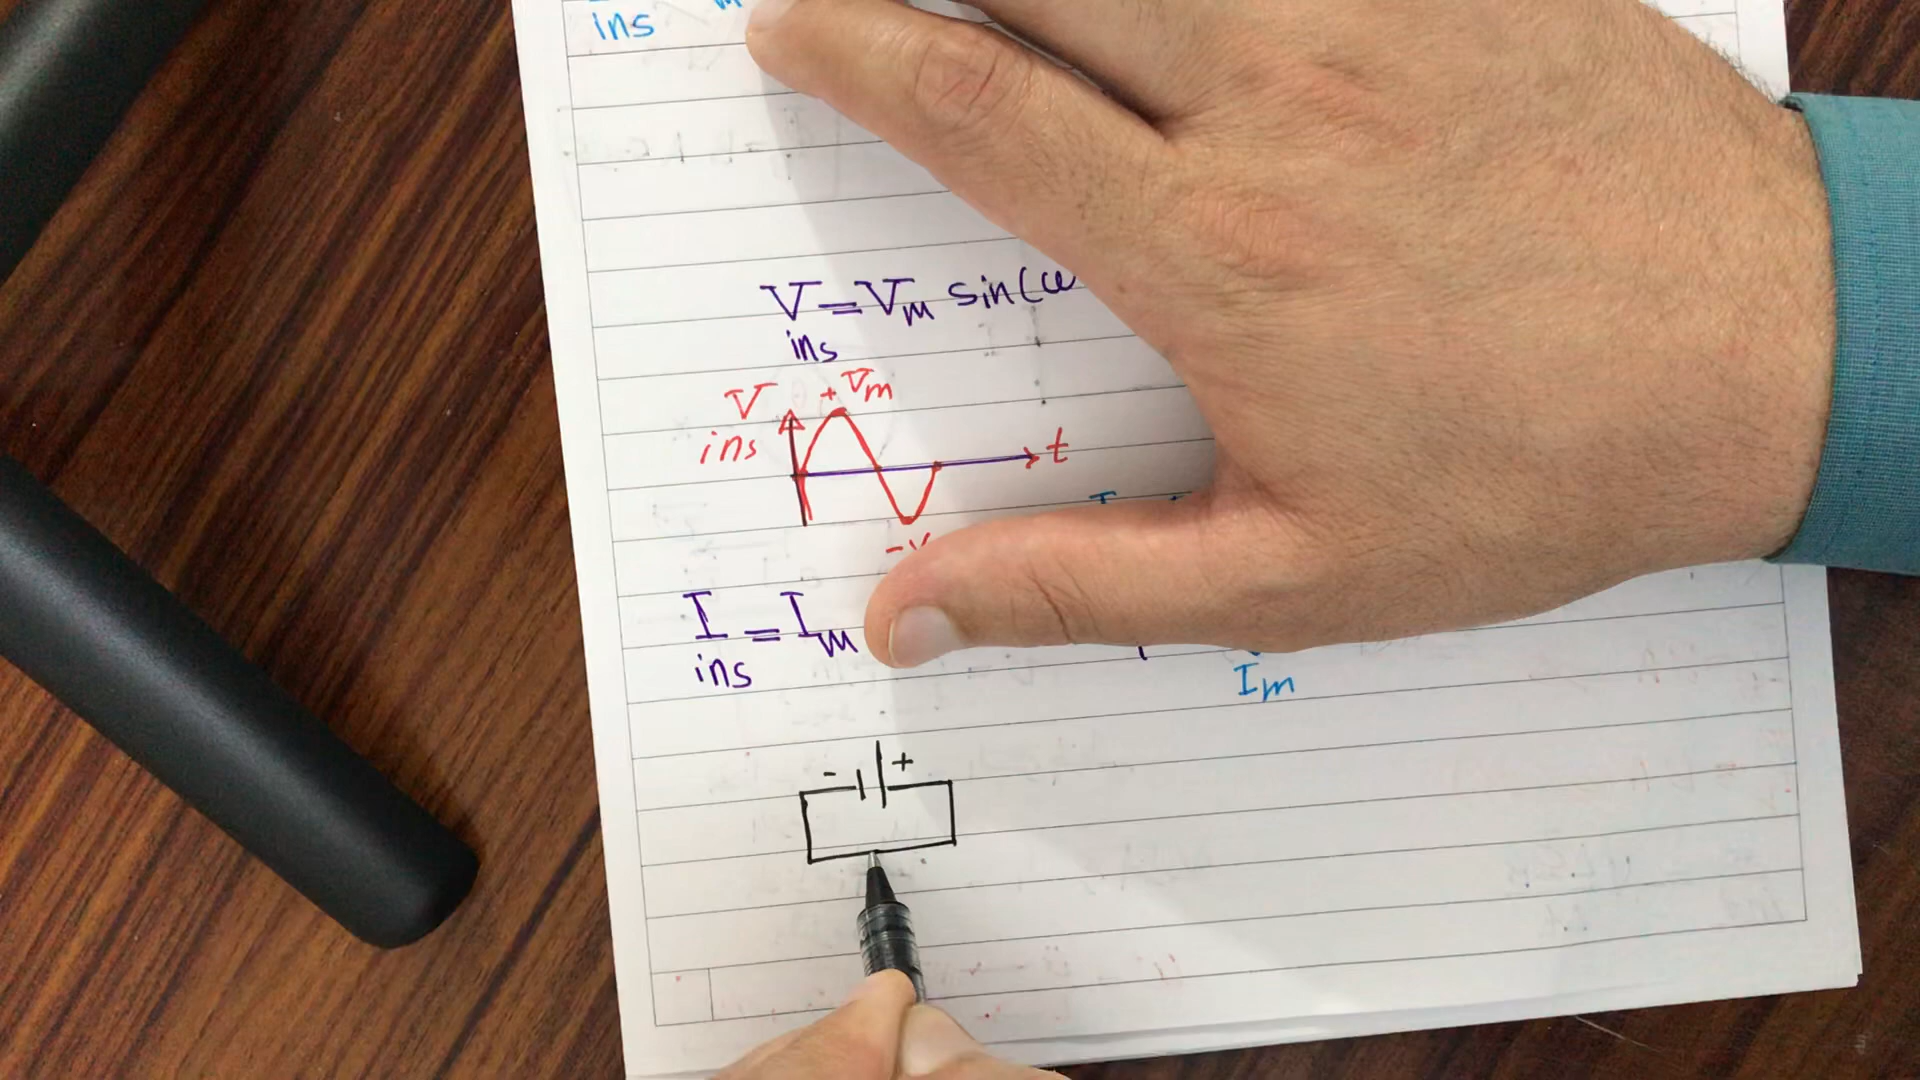 ins
V = Vm sin(ω
ins
+ Vm
V
ins
t
-V
I = Im
ins
Im
- +